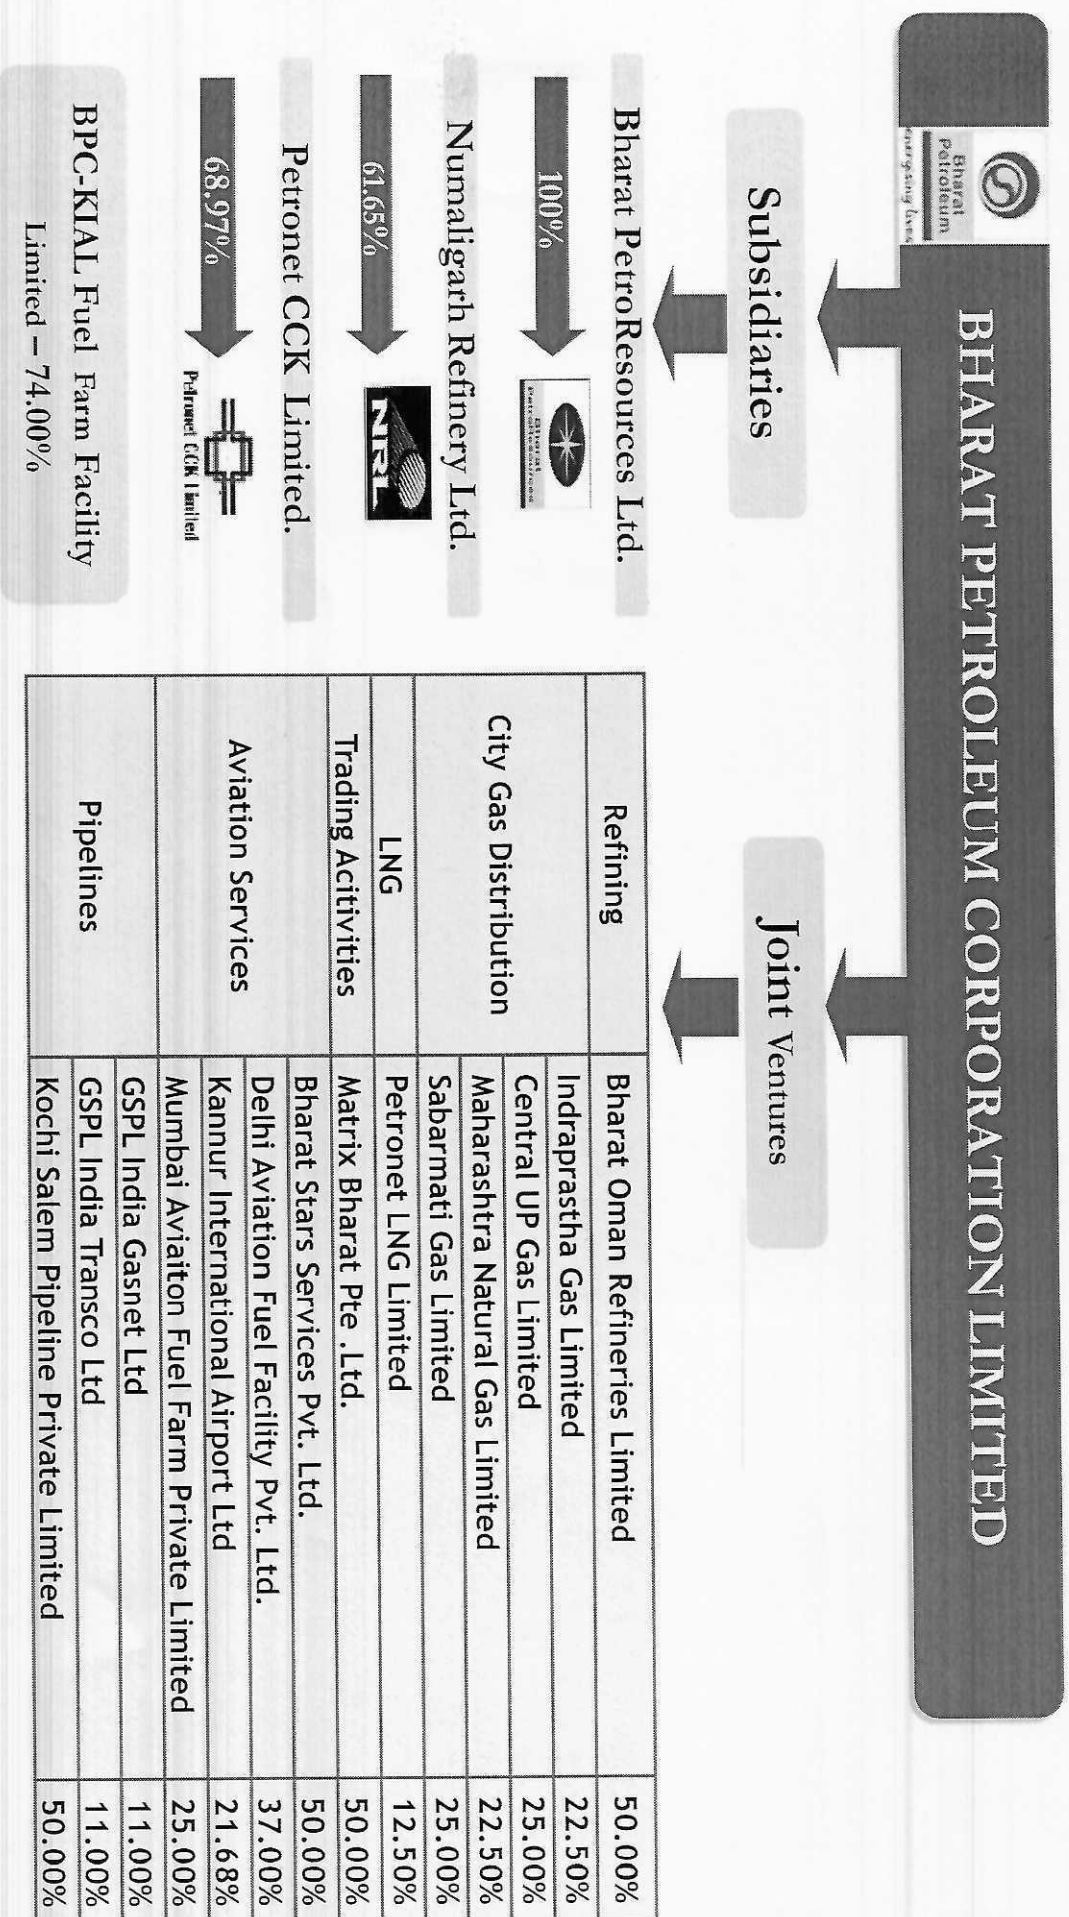 Bharat
Petroleum
energising lives
BHARAT PETROLEUM CORPORATION LIMITED
Subsidiaries
Joint Ventures
Bharat PetroResources Ltd.
100%
Bharat
PetroResources
Numaligarh Refinery Ltd.
61.65%
NRL
Petronet CCK Limited.
68.97%
Petronet CCK Limited
BPC-KIAL Fuel Farm Facility
Limited – 74.00%
Refining Bharat Oman Refineries Limited 50.00%
City Gas Distribution Indraprastha Gas Limited 22.50%
Central UP Gas Limited 25.00%
Maharashtra Natural Gas Limited 22.50%
Sabarmati Gas Limited 25.00%
LNG Petronet LNG Limited 12.50%
Trading Acitivities Matrix Bharat Pte .Ltd. 50.00%
Aviation Services Bharat Stars Services Pvt. Ltd. 50.00%
Delhi Aviation Fuel Facility Pvt. Ltd. 37.00%
Kannur International Airport Ltd 21.68%
Mumbai Aviaiton Fuel Farm Private Limited 25.00%
Pipelines GSPL India Gasnet Ltd 11.00%
GSPL India Transco Ltd 11.00%
Kochi Salem Pipeline Private Limited 50.00%